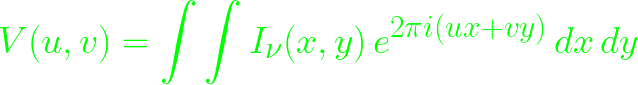 V(u, v) = ∫ ∫ I_ν(x, y) e^{2πi(ux+vy)} dx dy